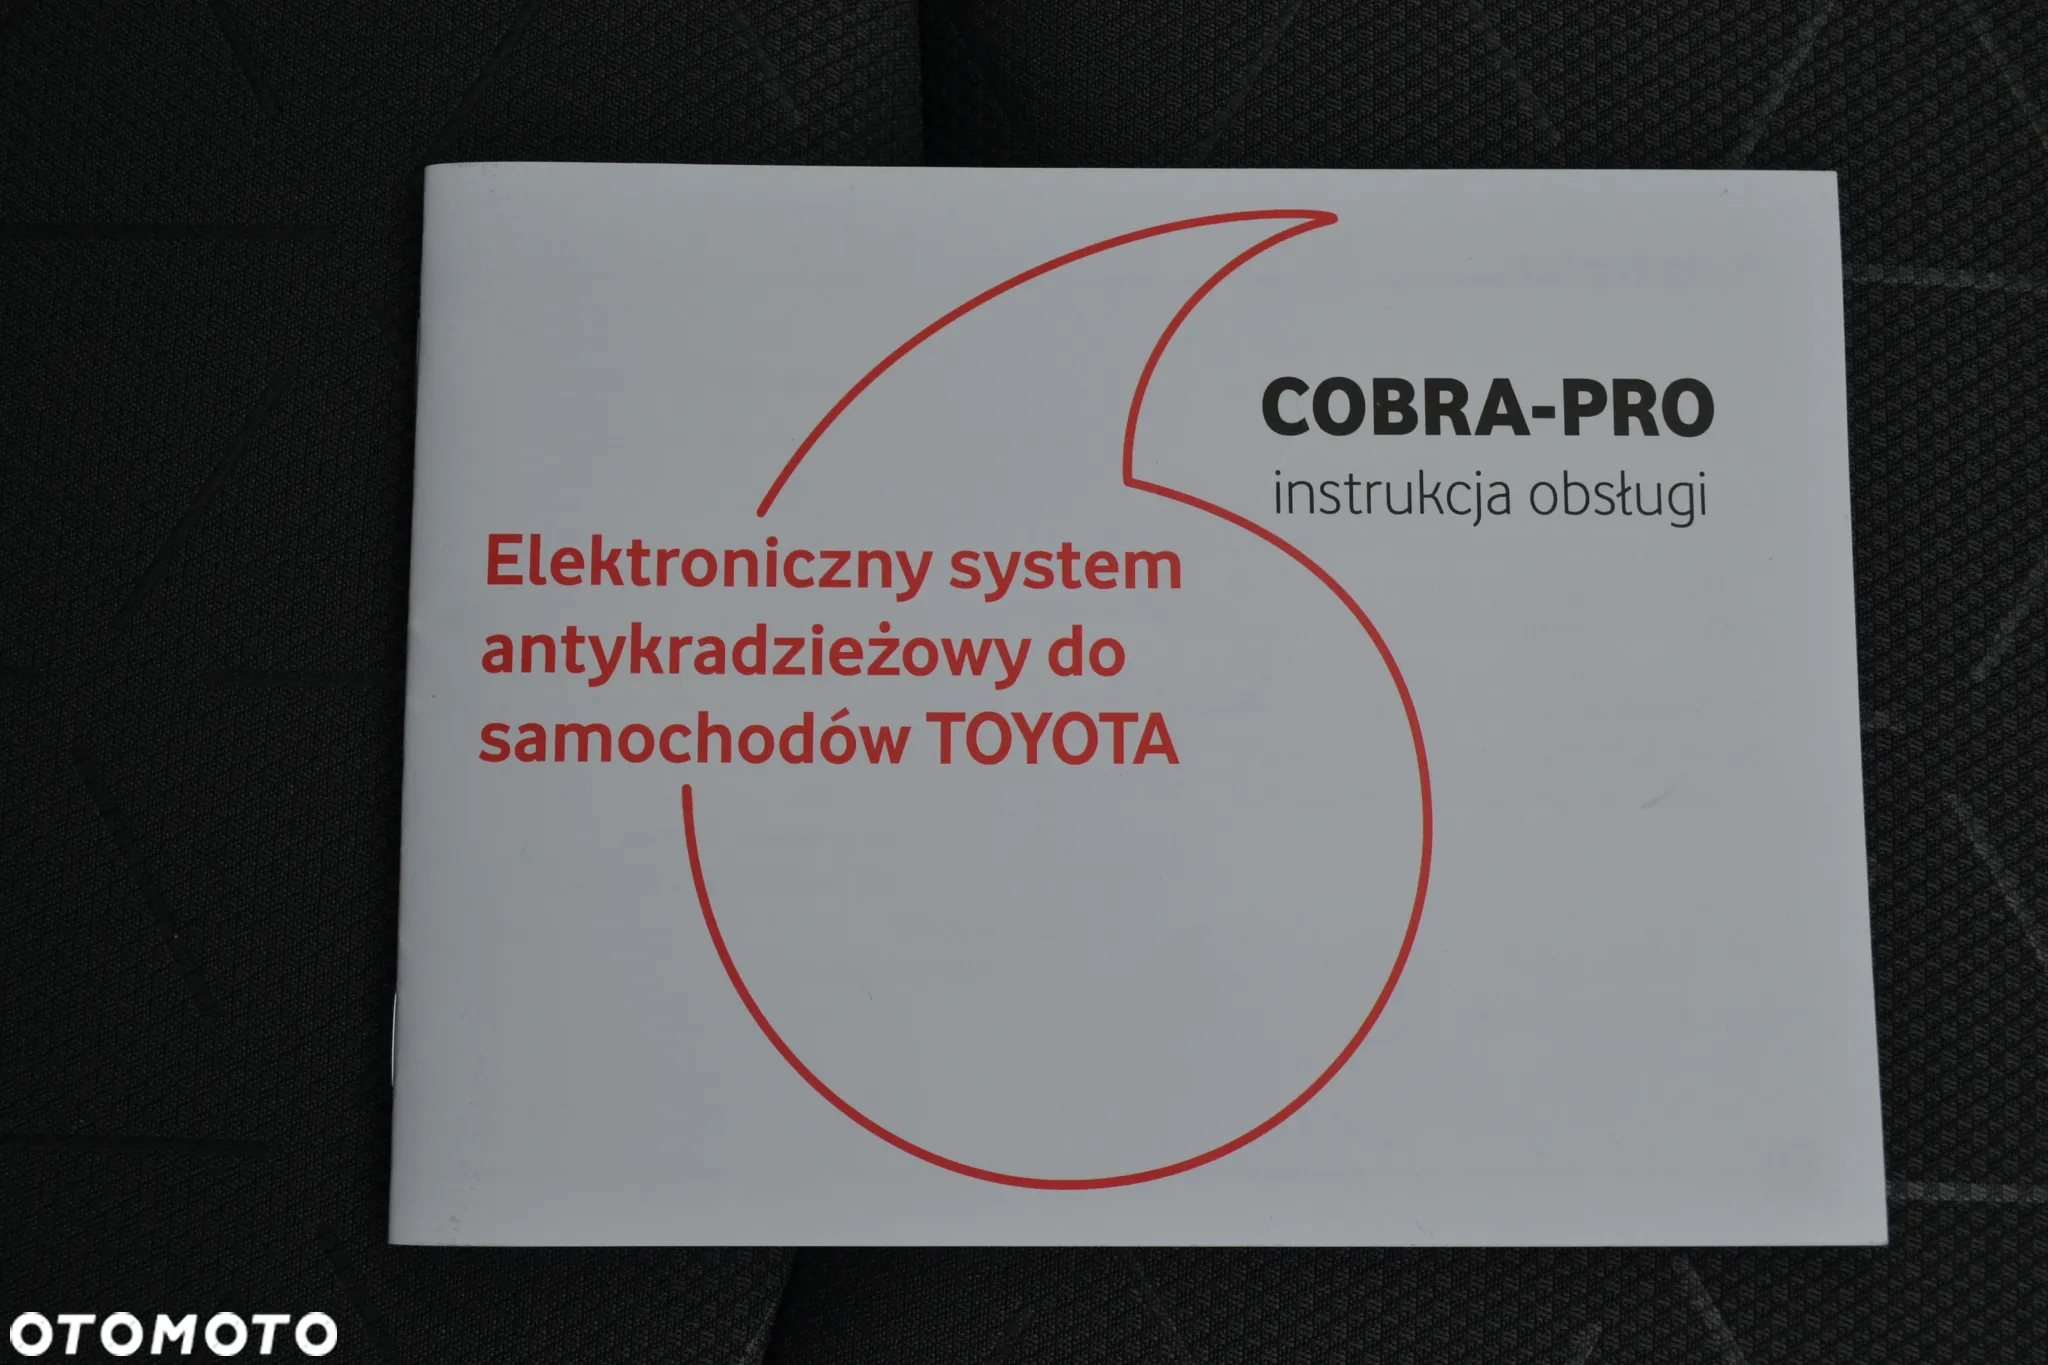 COBRA-PRO
instrukcja obsługi
Elektroniczny system
antykradzieżowy do
samochodów TOYOTA
OTOMOTO